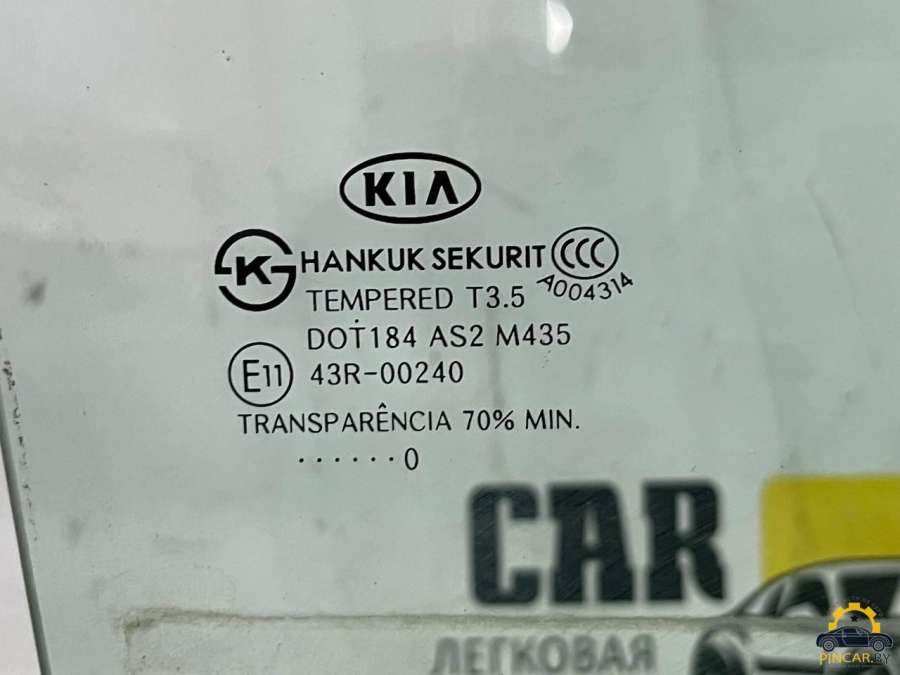 KIA
K HANKUK SEKURIT CCC
TEMPERED T3.5 A004314
DOT184 AS2 M435
E11 43R-00240
TRANSPARÊNCIA 70% MIN.
······0
CAR
ЛЕГКОВАЯ
PINCAR.BY